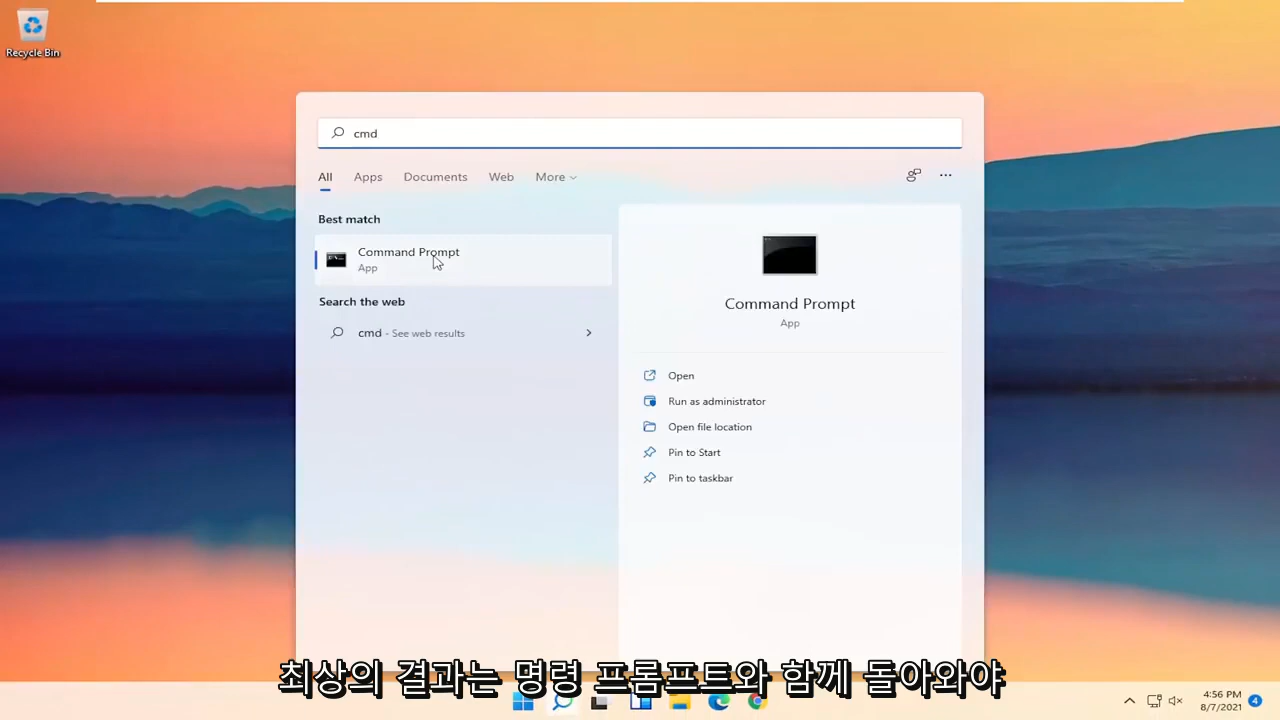 Recycle Bin
cmd
All Apps Documents Web More
Best match
Command Prompt
App
Search the web
cmd - See web results
Command Prompt
App
Open
Run as administrator
Open file location
Pin to Start
Pin to taskbar
최상의 결과는 명령 프롬프트와 함께 돌아와야
4:56 PM
8/7/2021
4